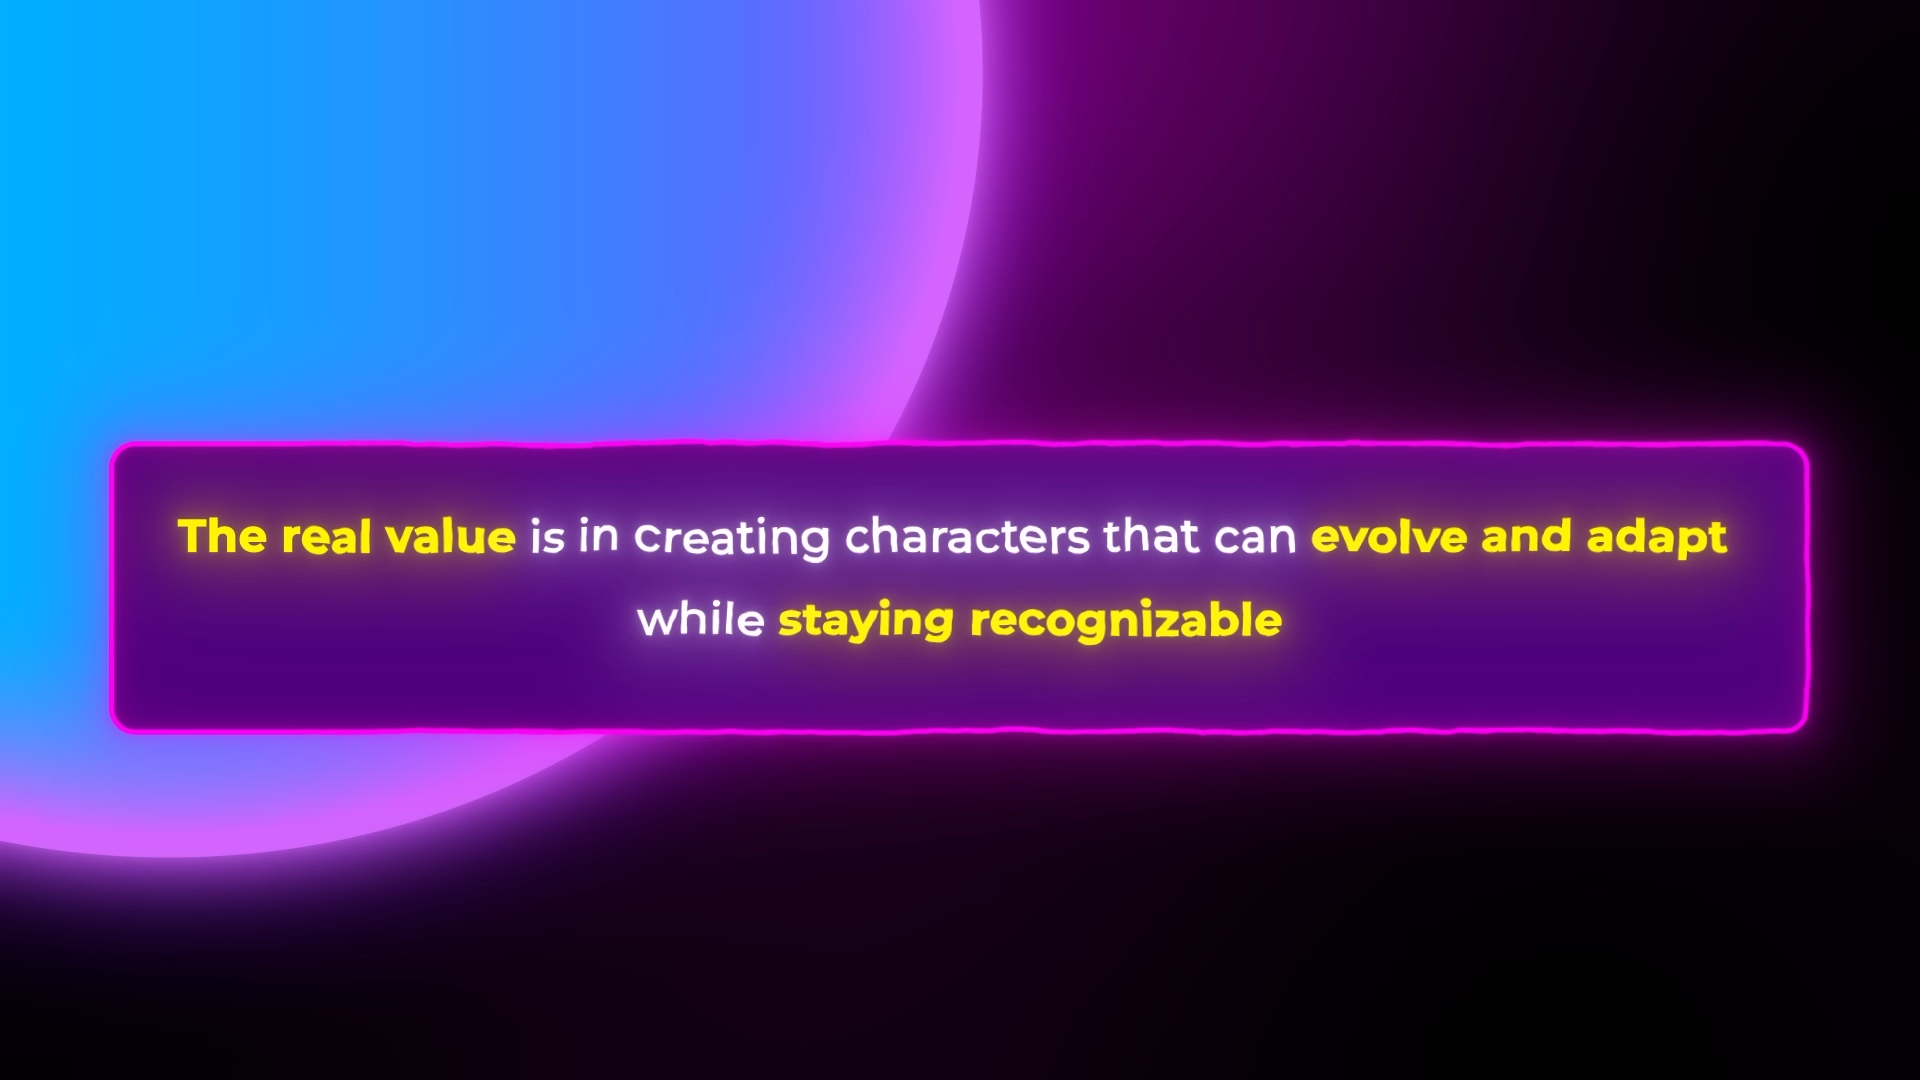 The real value is in creating characters that can evolve and adapt
while staying recognizable